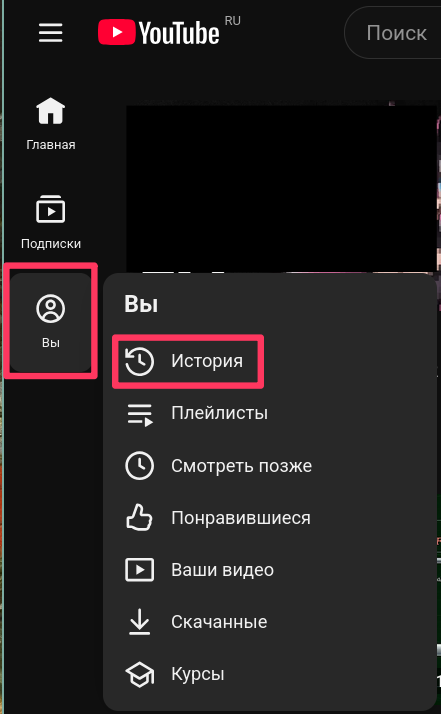 YouTube RU
Поиск
Главная
Подписки
Вы
Вы
История
Плейлисты
Смотреть позже
Понравившиеся
Ваши видео
Скачанные
Курсы